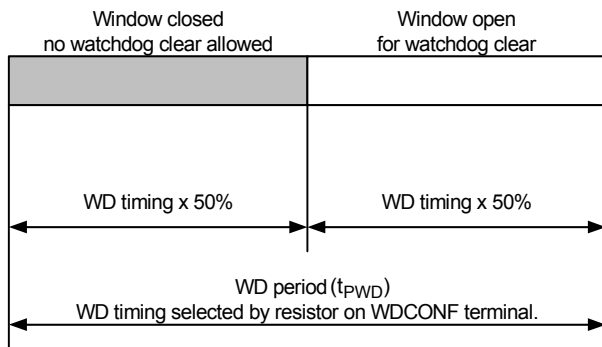 Window closed
no watchdog clear allowed
Window open
for watchdog clear
WD timing x 50%
WD timing x 50%
WD period (tPWD)
WD timing selected by resistor on WDCONF terminal.